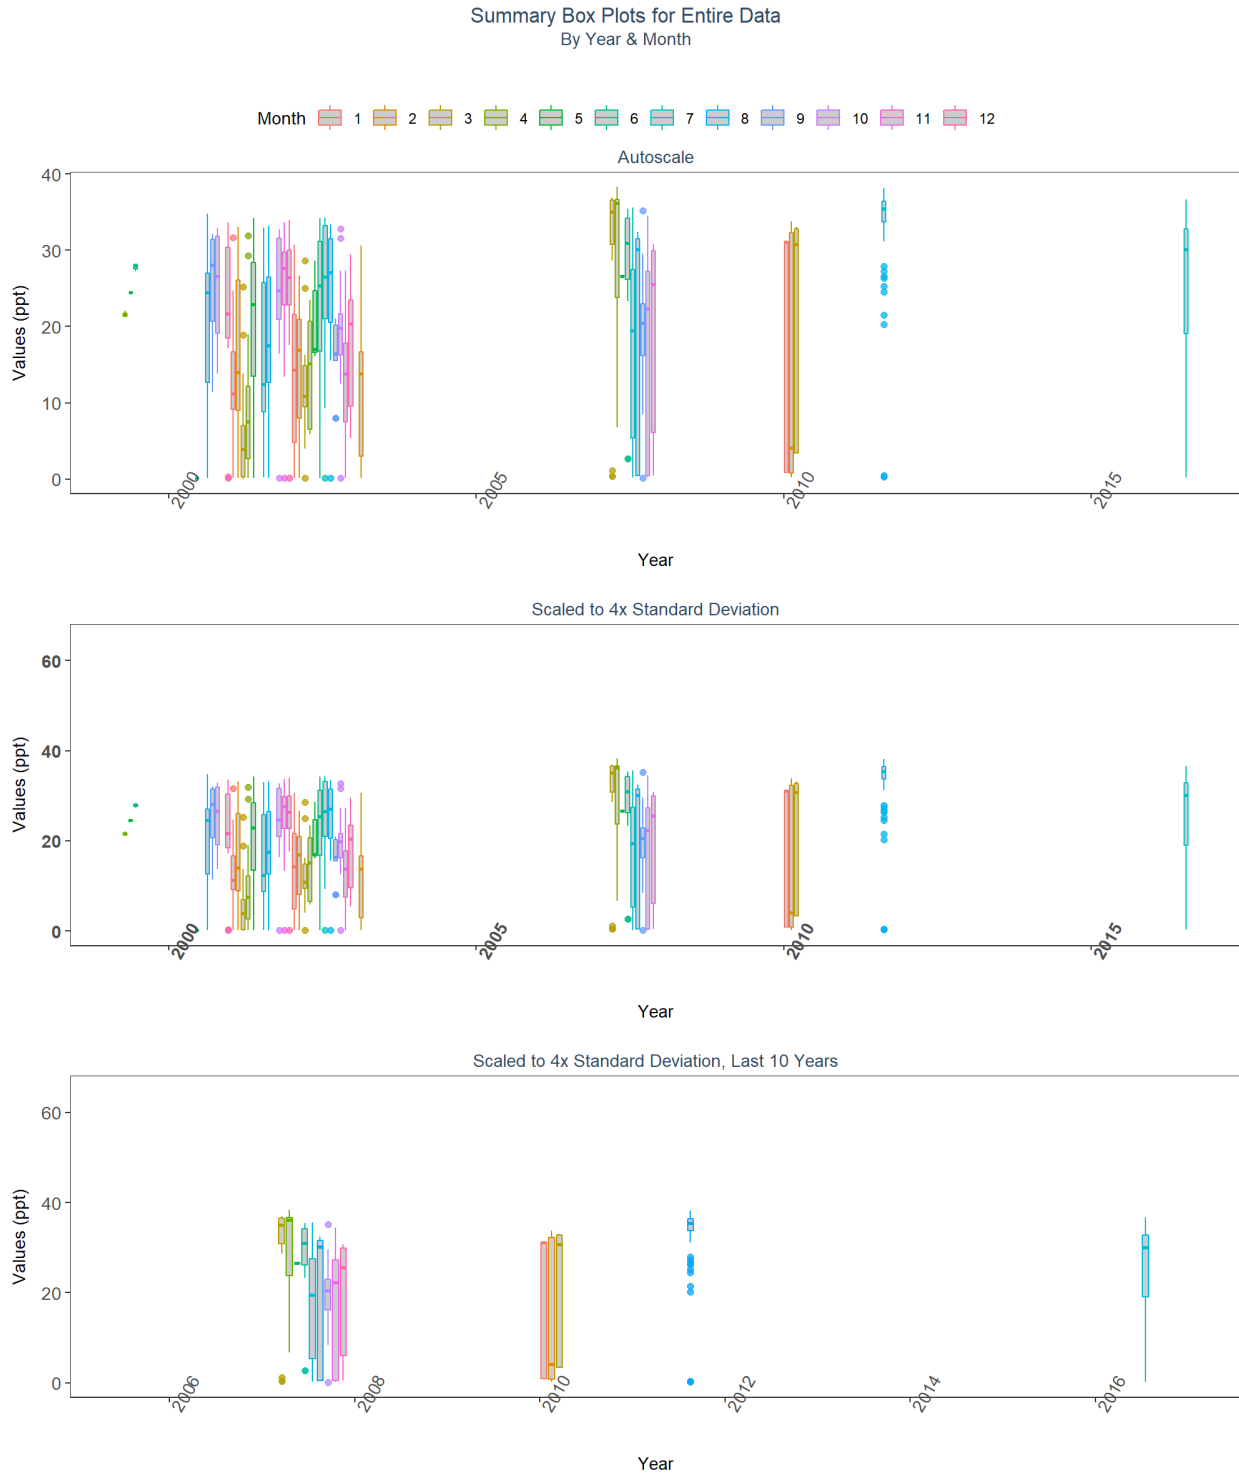 Summary Box Plots for Entire Data
By Year & Month
Month 1 2 3 4 5 6 7 8 9 10 11 12
Autoscale
40
30
20
10
0
Values (ppt)
2000 2005 2010 2015
Year
Scaled to 4x Standard Deviation
60
40
20
0
Values (ppt)
2000 2005 2010 2015
Year
Scaled to 4x Standard Deviation, Last 10 Years
60
40
20
0
Values (ppt)
2006 2008 2010 2012 2014 2016
Year